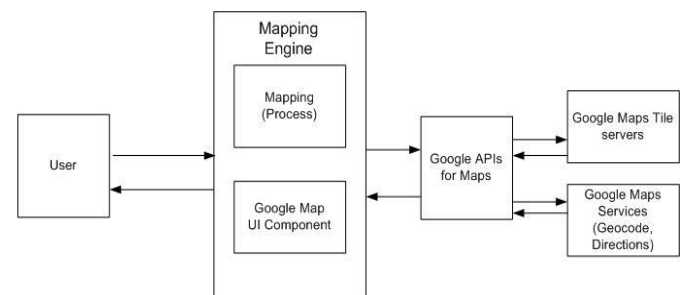 Mapping
Engine
Mapping
(Process)
User
Google Map
UI Component
Google APIs
for Maps
Google Maps Tile
servers
Google Maps
Services
(Geocode,
Directions)